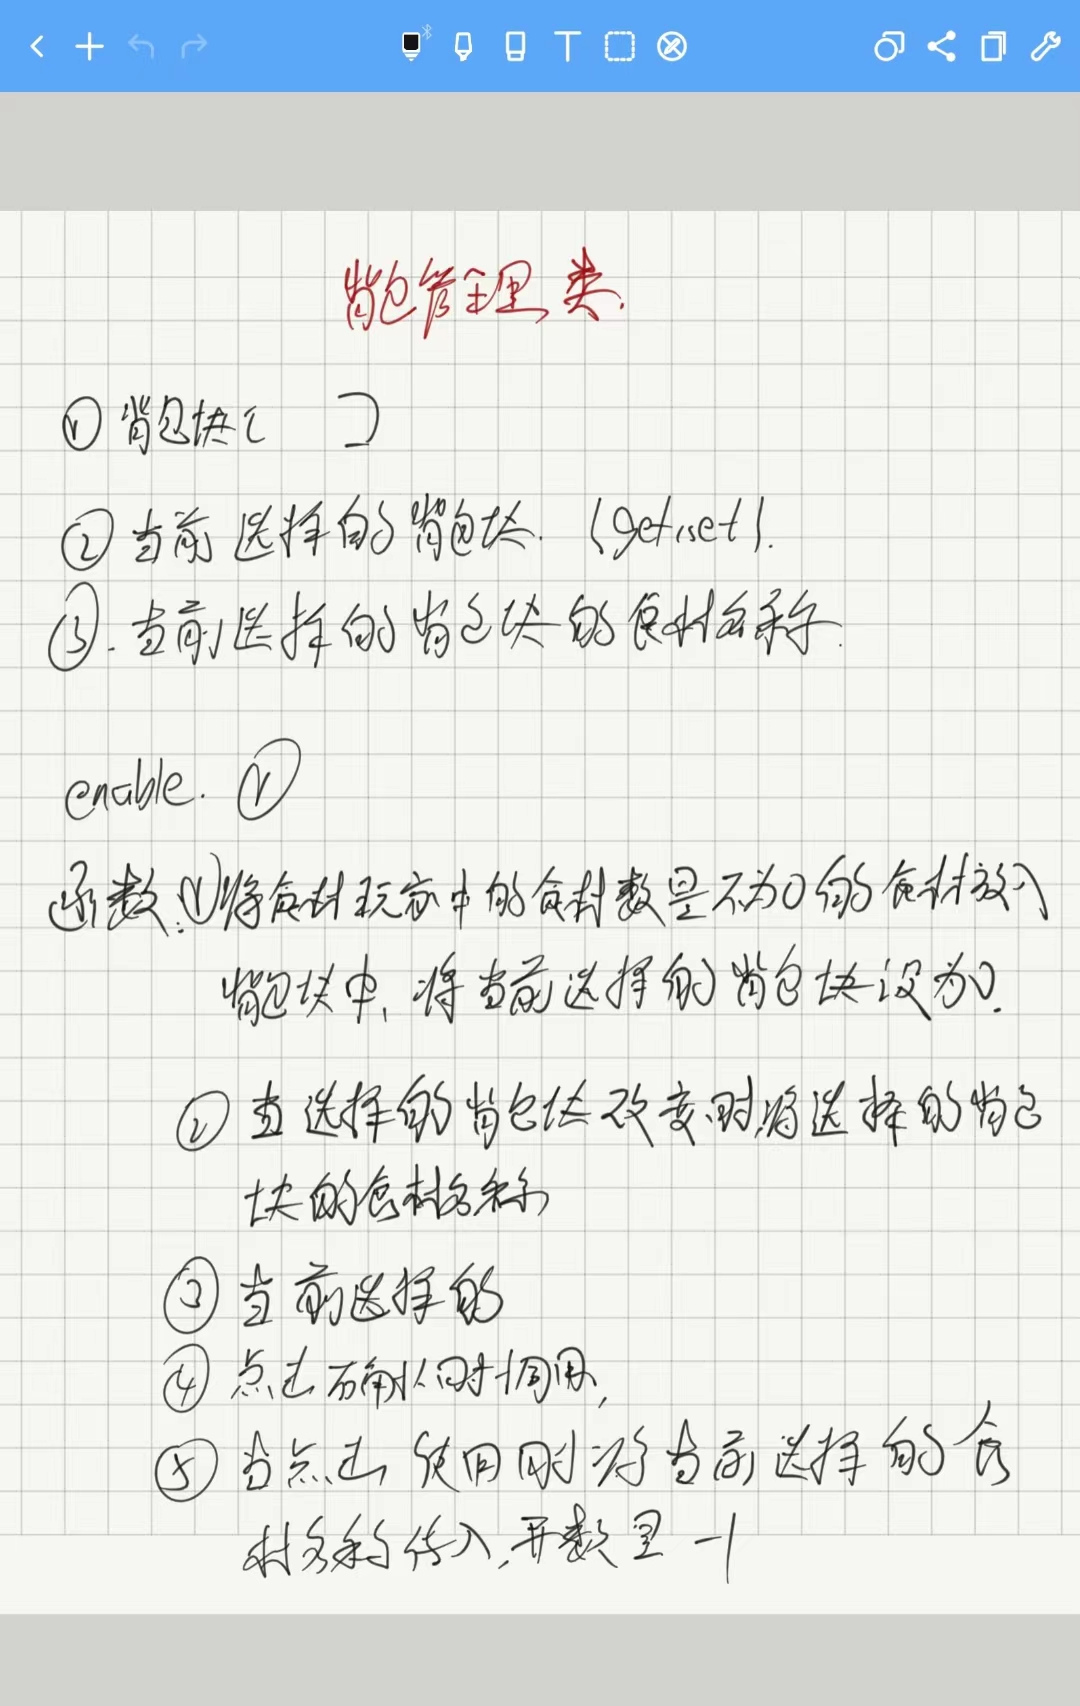 背包管理类.
① 背包块[ ]
② 当前选择的背包块. (get,set).
③. 当前选择的背包块的食材名称.
enable. ①
函数:①将食材玩家中的食材数量不为0的食材放入
背包块中,将当前选择的背包块设为0.
② 当选择的背包块改变时,将选择的背包
块的食材名称
③ 当前选择的
④ 点击确认时调用,
⑤ 当点击使用时将当前选择的食
材名称传入,并数量-1